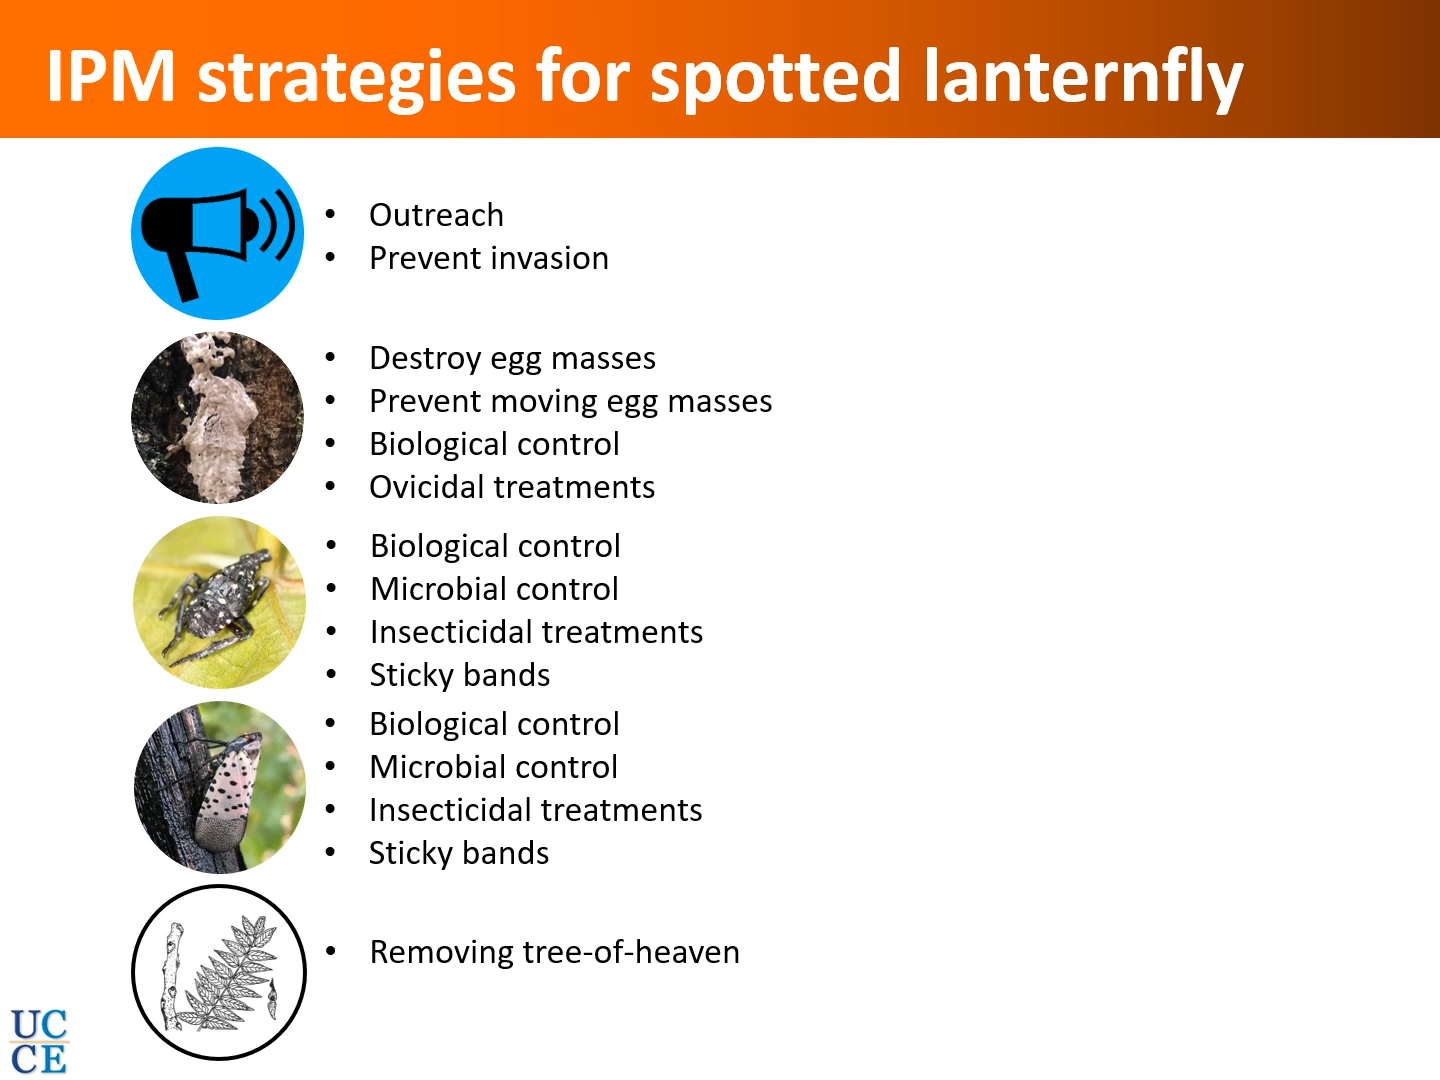 IPM strategies for spotted lanternfly
• Outreach
• Prevent invasion
• Destroy egg masses
• Prevent moving egg masses
• Biological control
• Ovicidal treatments
• Biological control
• Microbial control
• Insecticidal treatments
• Sticky bands
• Biological control
• Microbial control
• Insecticidal treatments
• Sticky bands
• Removing tree-of-heaven
UC
CE